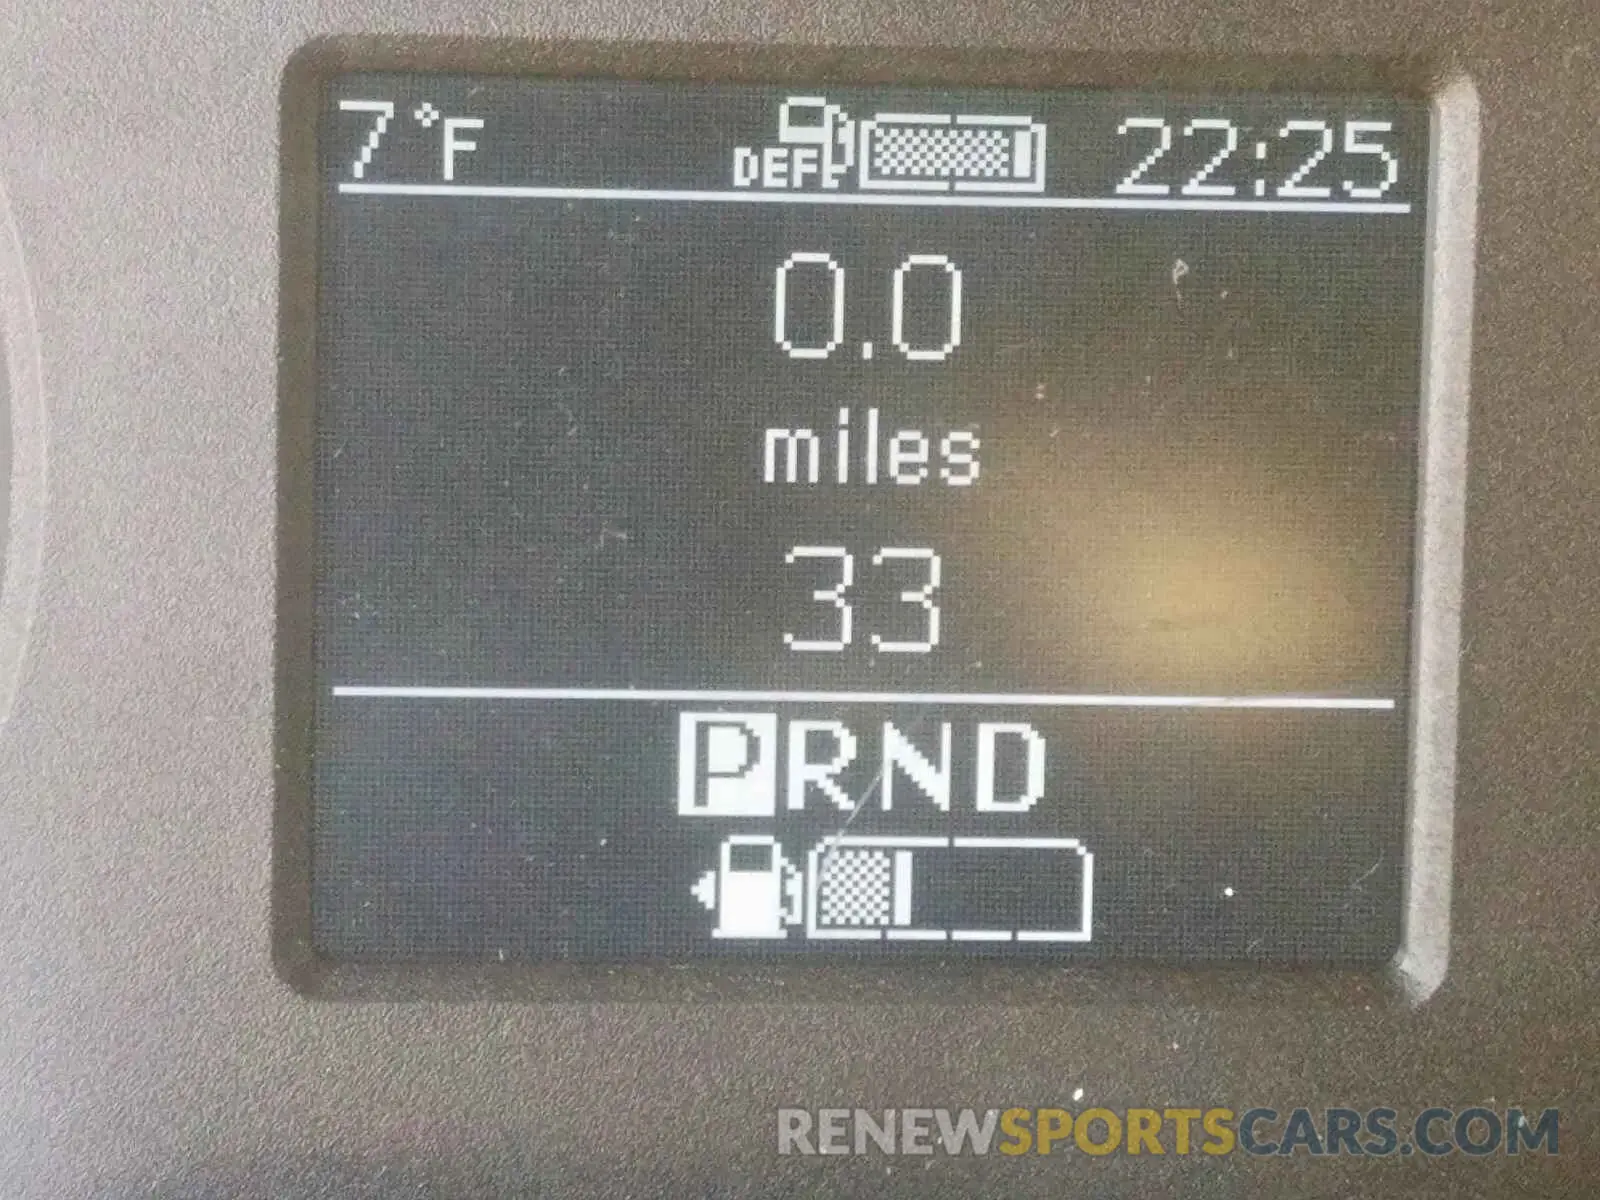 7°F DEF 22:25
0.0
miles
33
PRND
RENEWSPORTSCARS.COM